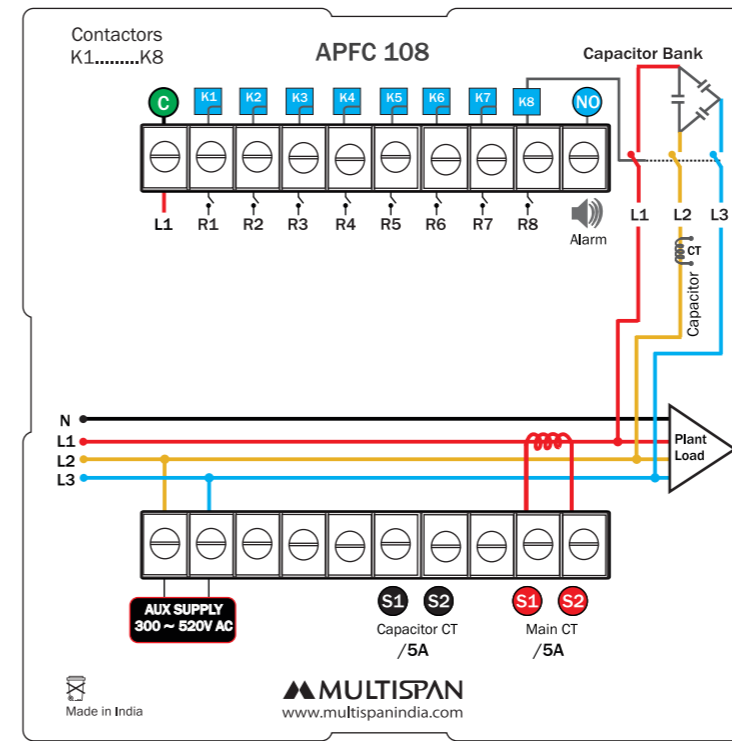 Contactors
K1.........K8
APFC 108
Capacitor Bank
C K1 K2 K3 K4 K5 K6 K7 K8 NO
L1 R1 R2 R3 R4 R5 R6 R7 R8
Alarm
L1 L2 L3
CT
Capacitor
N
L1
L2
L3
Plant
Load
AUX SUPPLY
300 ~ 520V AC
S1 S2 S1 S2
Capacitor CT
/5A
Main CT
/5A
Made in India
MULTISPAN
www.multispanindia.com